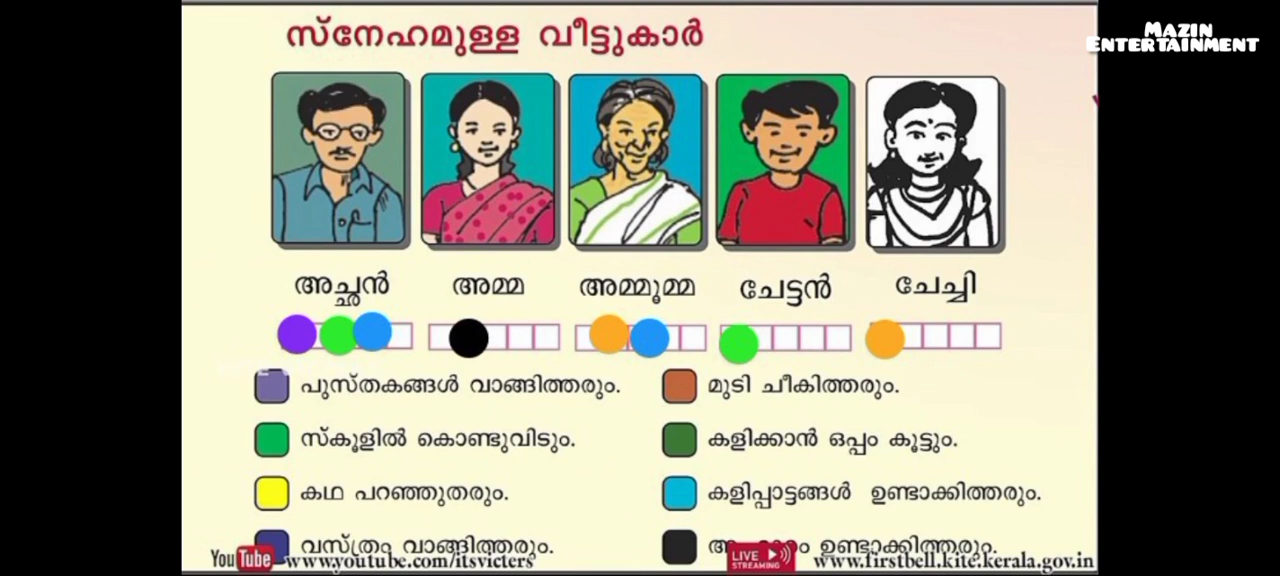 MAZIN
ENTERTAINMENT
സ്നേഹമുള്ള വീട്ടുകാർ
അച്ഛൻ അമ്മ അമ്മൂമ്മ ചേട്ടൻ ചേച്ചി
പുസ്തകങ്ങൾ വാങ്ങിത്തരും. മുടി ചീകിത്തരും.
സ്കൂളിൽ കൊണ്ടുവിടും. കളിക്കാൻ ഒപ്പം കൂട്ടും.
കഥ പറഞ്ഞുതരും. കളിപ്പാട്ടങ്ങൾ ഉണ്ടാക്കിത്തരും.
വസ്ത്രം വാങ്ങിത്തരും. ഉണ്ടാക്കിത്തരും.
YouTube www.youtube.com/itsvicters LIVE STREAMING www.firstbell.kite.kerala.gov.in